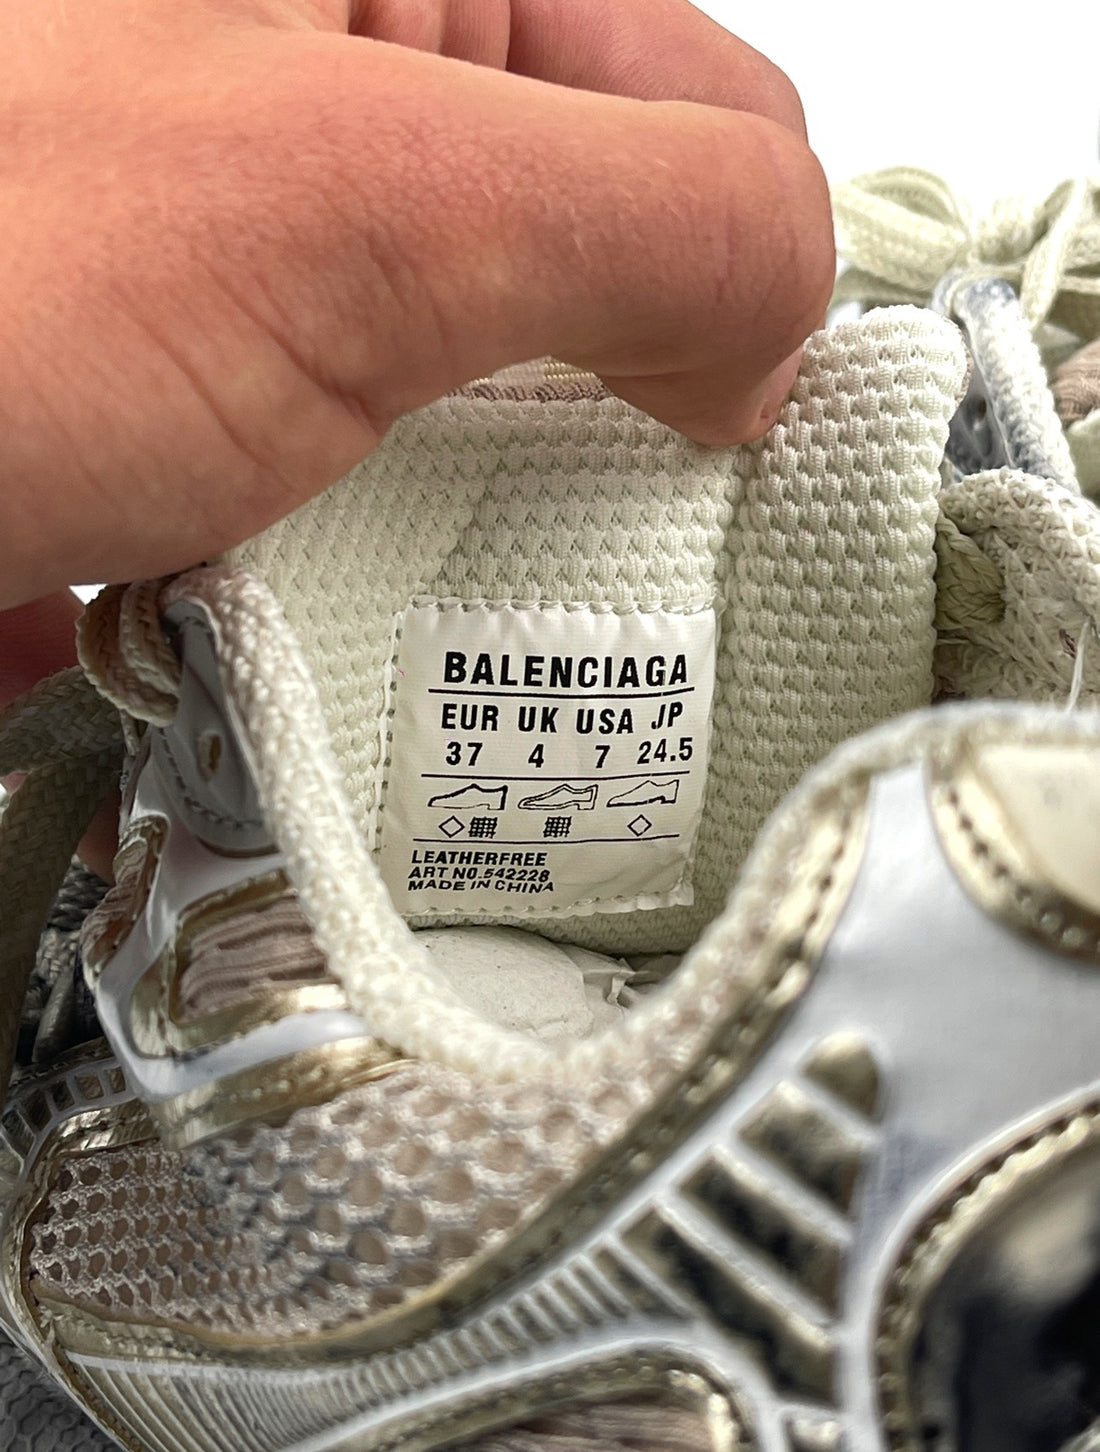 BALENCIAGA
EUR UK USA JP
37 4 7 24.5
LEATHERFREE
ART NO.542228
MADE IN CHINA